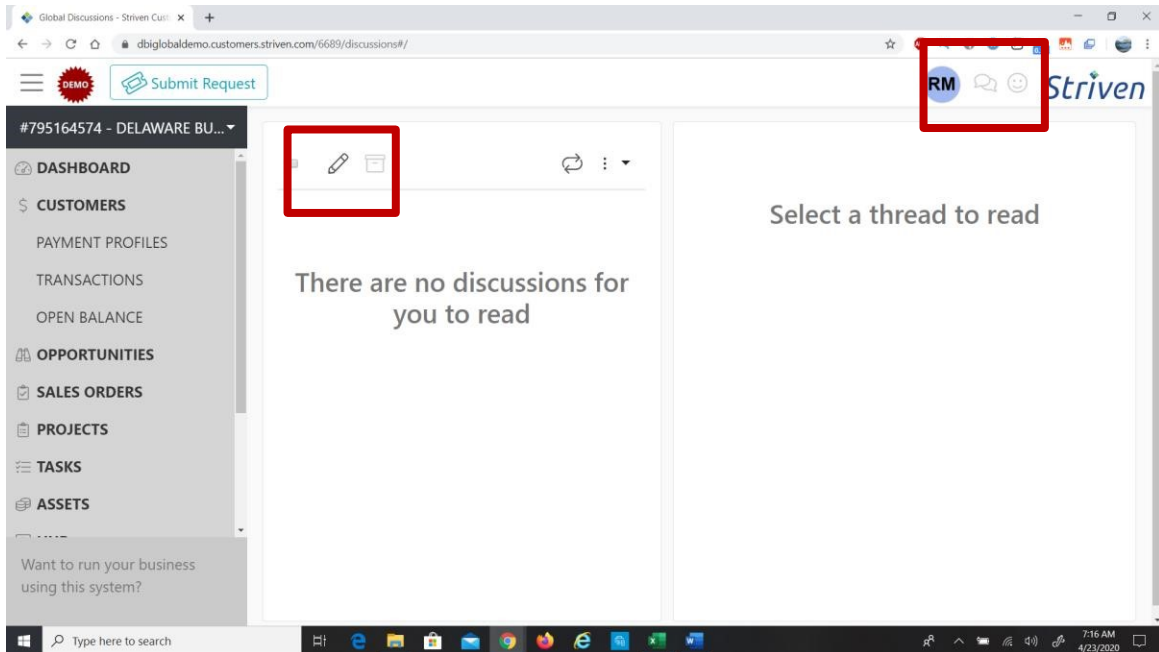 Global Discussions - Striven Cust
dbiglobaldemo.customers.striven.com/6689/discussions#/
DEMO
Submit Request
RM
Striven
#795164574 - DELAWARE BU...
DASHBOARD
CUSTOMERS
PAYMENT PROFILES
TRANSACTIONS
OPEN BALANCE
OPPORTUNITIES
SALES ORDERS
PROJECTS
TASKS
ASSETS
There are no discussions for
you to read
Select a thread to read
Want to run your business
using this system?
Type here to search
7:16 AM
4/23/2020